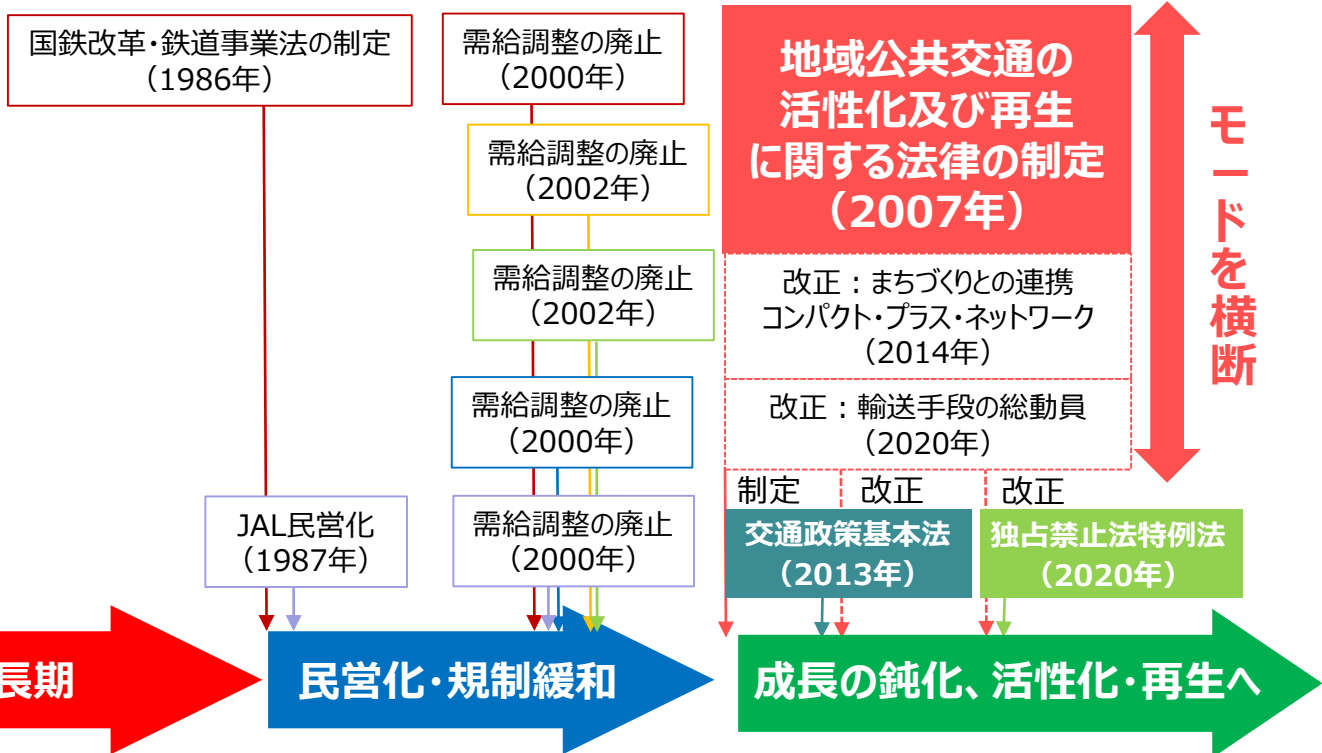 国鉄改革・鉄道事業法の制定
（1986年）
需給調整の廃止
（2000年）
需給調整の廃止
（2002年）
需給調整の廃止
（2002年）
需給調整の廃止
（2000年）
JAL民営化
（1987年）
需給調整の廃止
（2000年）
地域公共交通の
活性化及び再生
に関する法律の制定
（2007年）
改正：まちづくりとの連携
コンパクト・プラス・ネットワーク
（2014年）
改正：輸送手段の総動員
（2020年）
モードを横断
制定
改正
改正
交通政策基本法
（2013年）
独占禁止法特例法
（2020年）
長期
民営化・規制緩和
成長の鈍化、活性化・再生へ